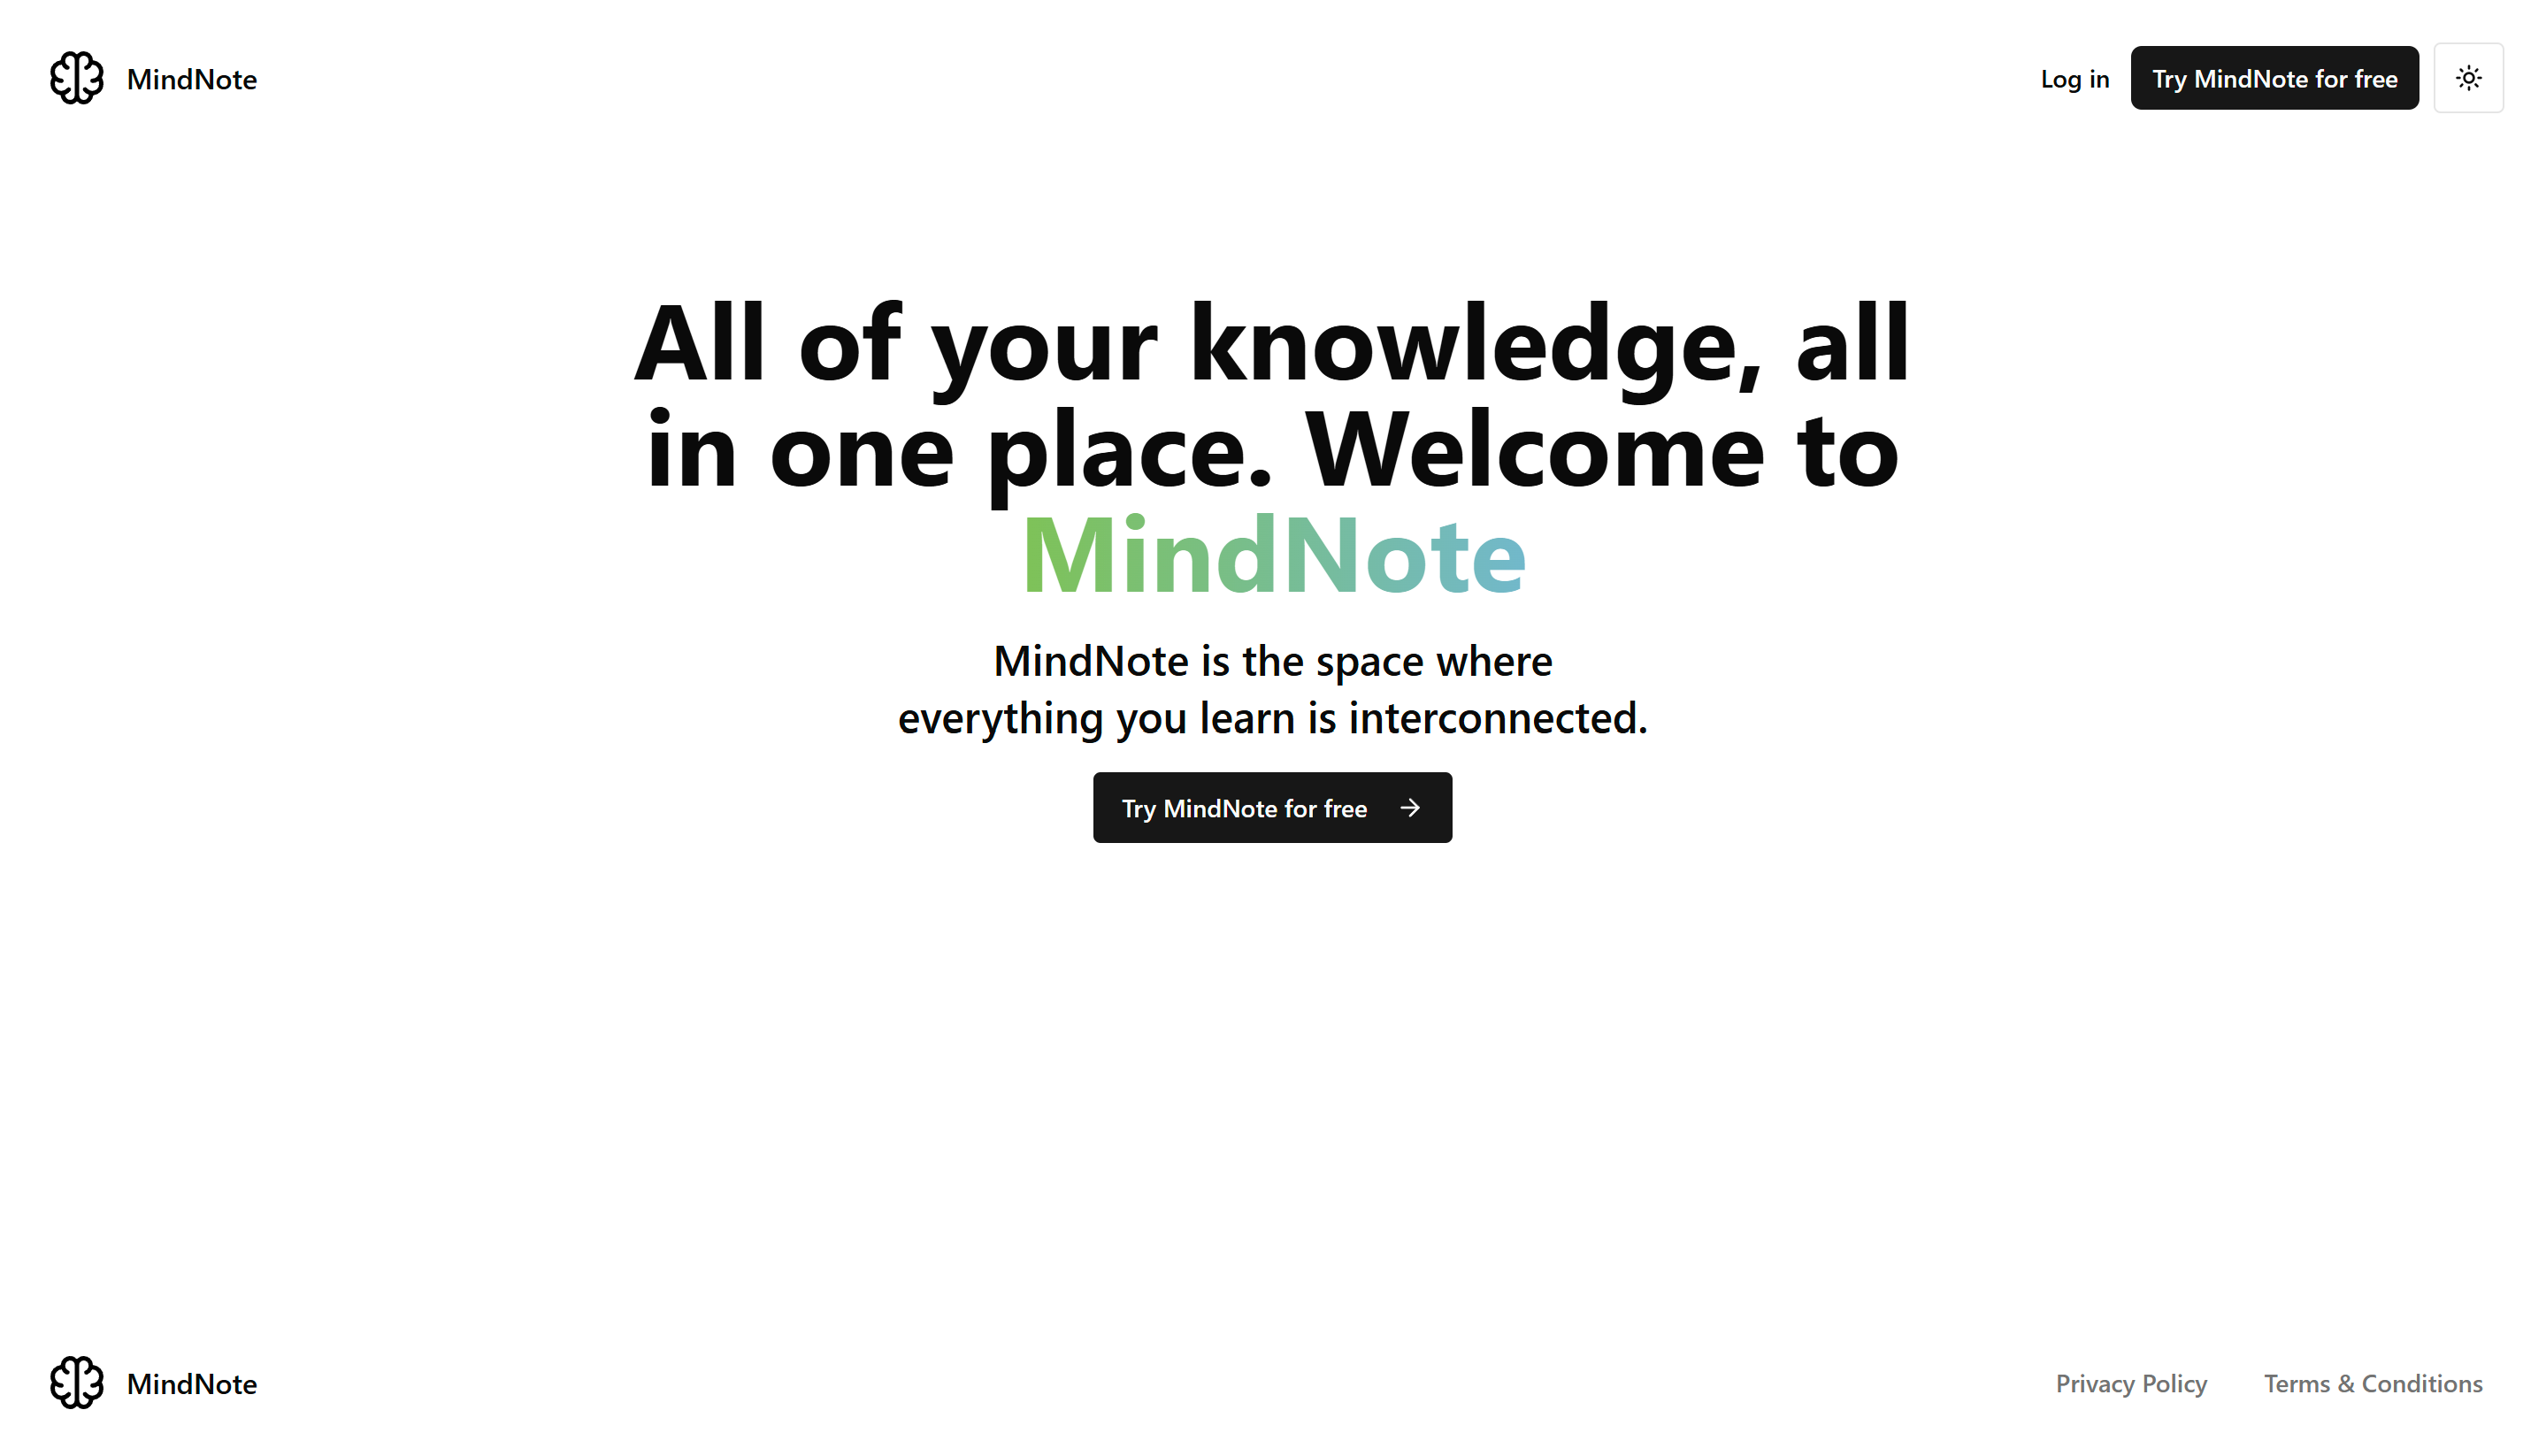 MindNote
Log in
Try MindNote for free
All of your knowledge, all
in one place. Welcome to
MindNote
MindNote is the space where
everything you learn is interconnected.
Try MindNote for free
MindNote
Privacy Policy
Terms & Conditions